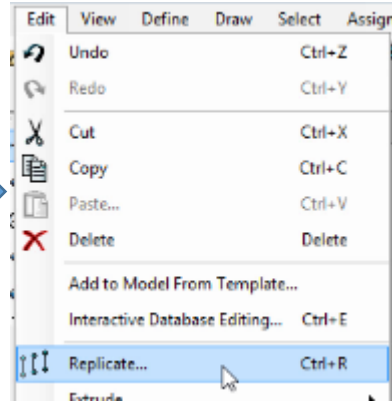 Edit View Define Draw Select Assign
Undo Ctrl+Z
Redo Ctrl+Y
Cut Ctrl+X
Copy Ctrl+C
Paste... Ctrl+V
Delete Delete
Add to Model From Template...
Interactive Database Editing... Ctrl+E
Replicate... Ctrl+R
Extrude